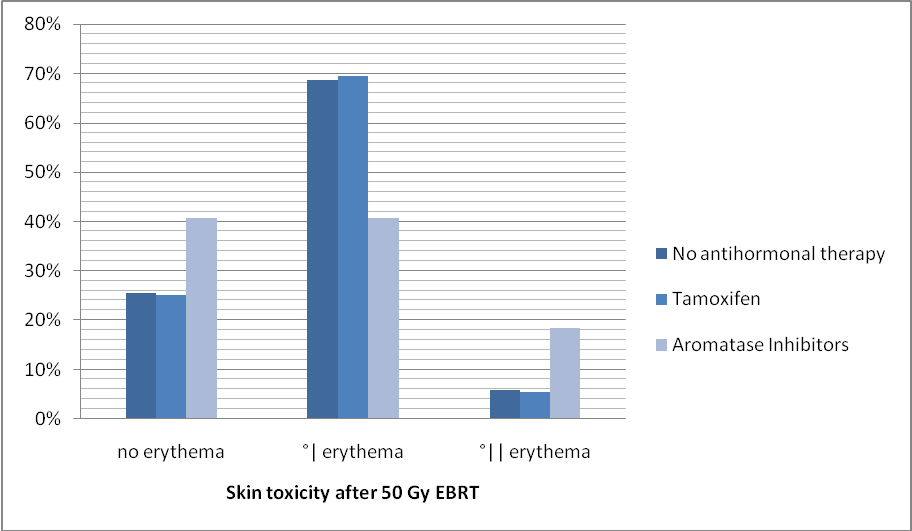 80%
70%
60%
50%
40%
30%
20%
10%
0%
no erythema
°| erythema
°|| erythema
Skin toxicity after 50 Gy EBRT
No antihormonal therapy
Tamoxifen
Aromatase Inhibitors